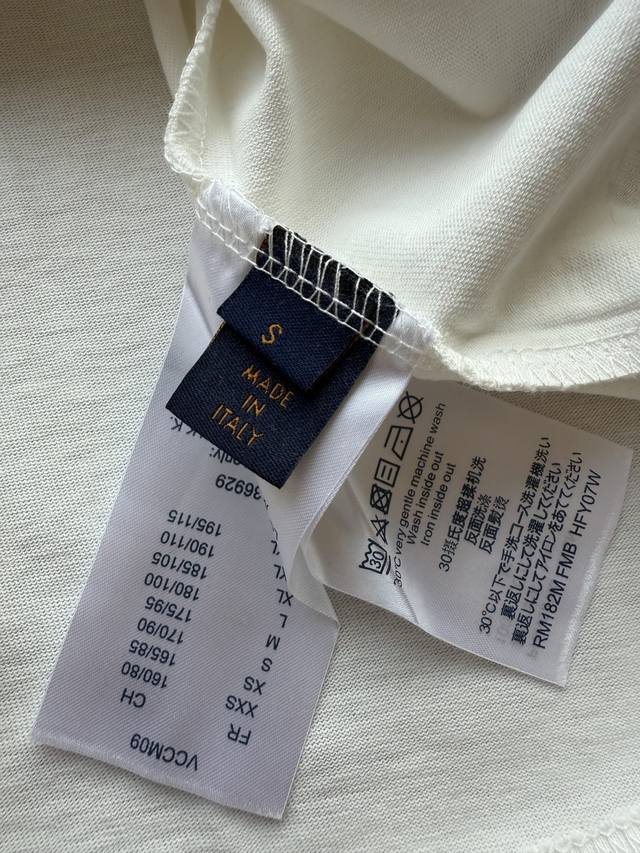 S
MADE
IN
ITALY
VCCM09
FR CH
XXS 160/80
XS 165/85
S 170/90
M 175/95
L 180/100
XL 185/105
190/110
195/115
36929
only: K.K.
30
30°C very gentle machine wash
Wash inside out
Iron inside out
30摄氏度超揉机洗
反面洗涤
反面熨烫
30℃以下で手洗コース洗濯機洗い
裏返しにして洗濯してください
裏返しにしてアイロンをあててください
RM182M FMB HFY07W